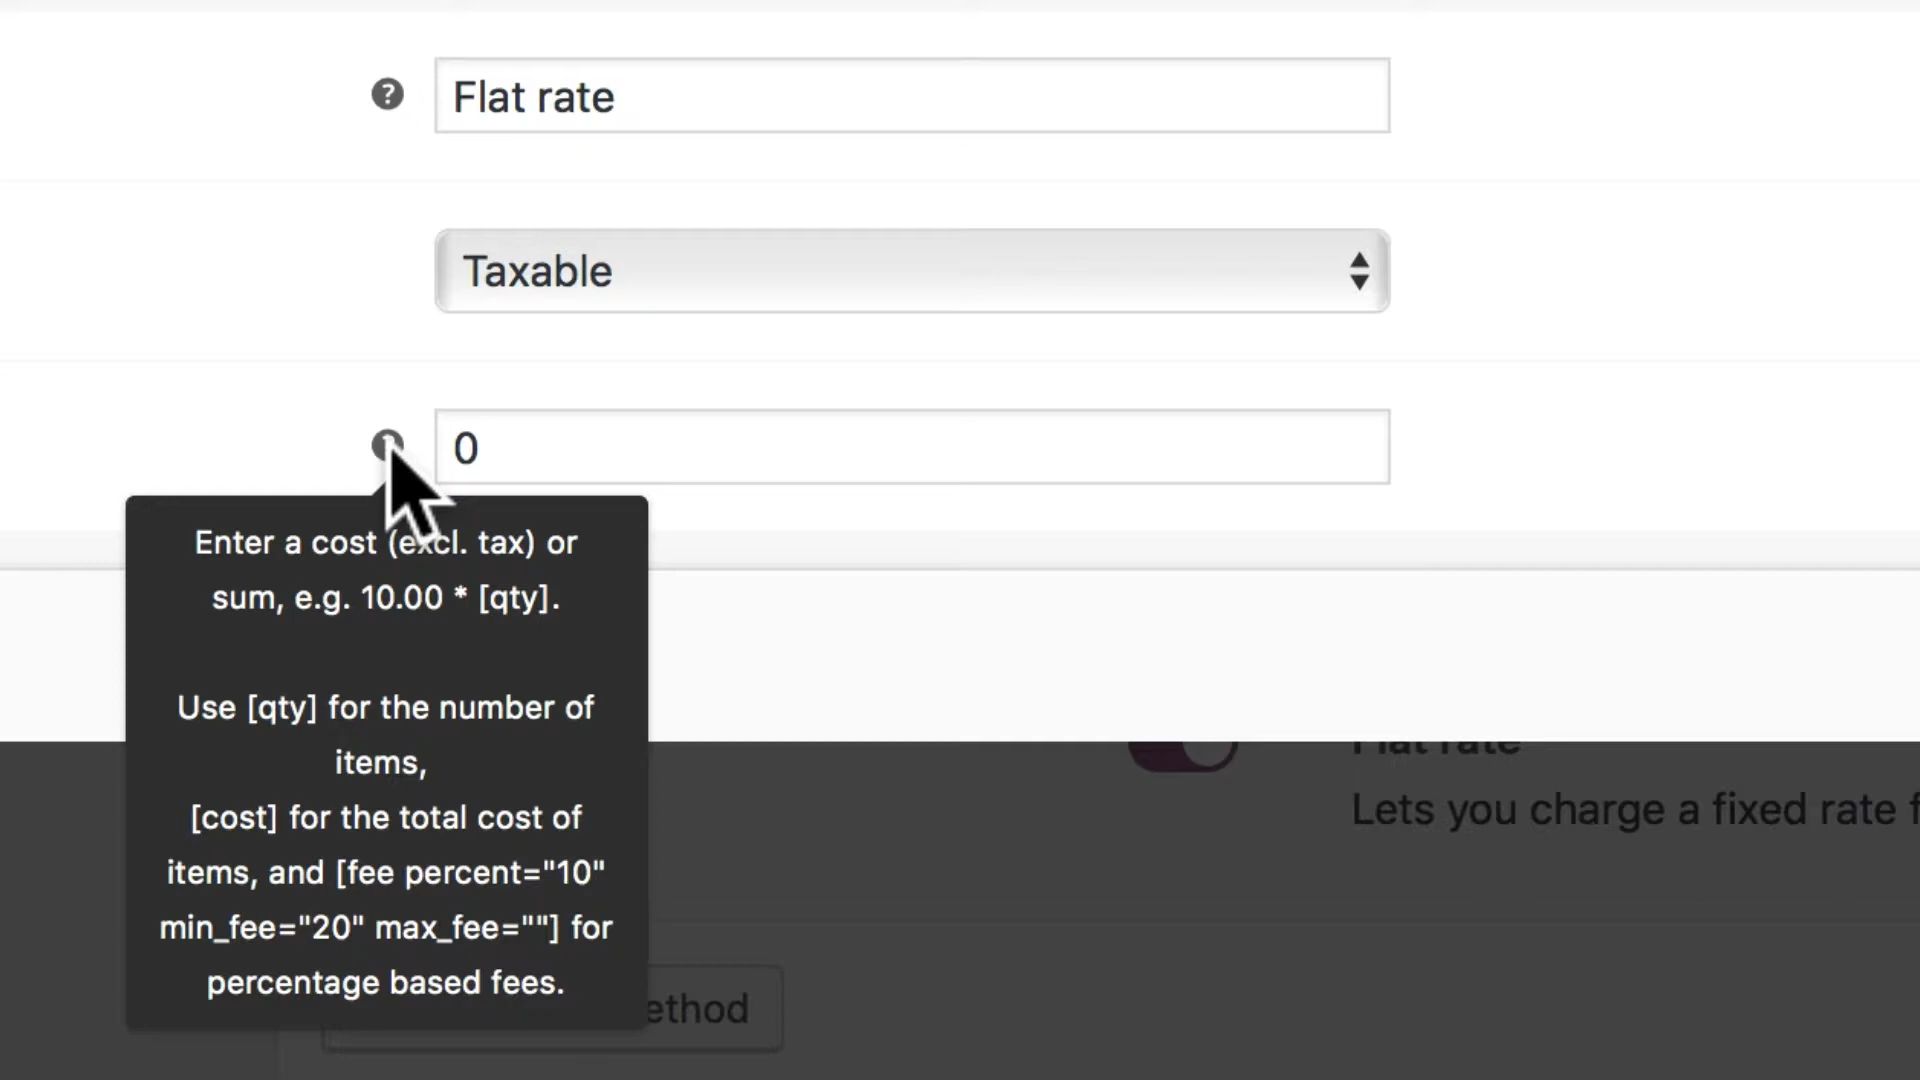 Flat rate
Taxable
0
Enter a cost (excl. tax) or
sum, e.g. 10.00 * [qty].
Use [qty] for the number of
items,
[cost] for the total cost of
items, and [fee percent="10"
min_fee="20" max_fee=""] for
percentage based fees.
Flat rate
Lets you charge a fixed rate f
ethod